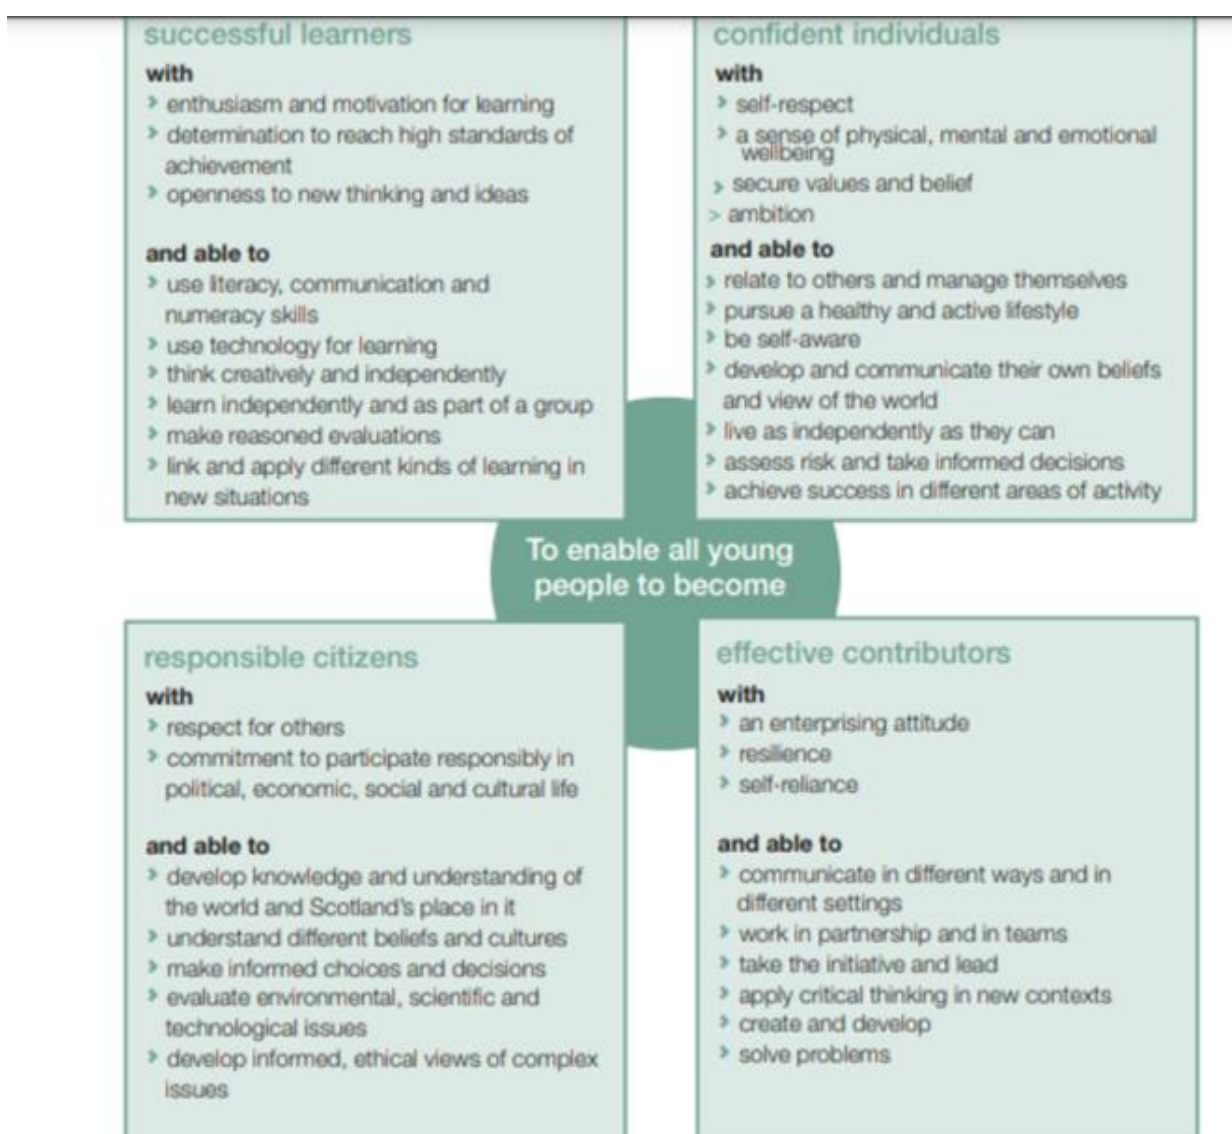 successful learners
with
› enthusiasm and motivation for learning
› determination to reach high standards of
achievement
› openness to new thinking and ideas
and able to
› use literacy, communication and
numeracy skills
› use technology for learning
› think creatively and independently
› learn independently and as part of a group
› make reasoned evaluations
› link and apply different kinds of learning in
new situations
confident individuals
with
› self-respect
› a sense of physical, mental and emotional
wellbeing
› secure values and belief
> ambition
and able to
› relate to others and manage themselves
› pursue a healthy and active lifestyle
› be self-aware
› develop and communicate their own beliefs
and view of the world
› live as independently as they can
› assess risk and take informed decisions
› achieve success in different areas of activity
To enable all young
people to become
responsible citizens
with
› respect for others
› commitment to participate responsibly in
political, economic, social and cultural life
and able to
› develop knowledge and understanding of
the world and Scotland's place in it
› understand different beliefs and cultures
› make informed choices and decisions
› evaluate environmental, scientific and
technological issues
› develop informed, ethical views of complex
issues
effective contributors
with
› an enterprising attitude
› resilience
› self-reliance
and able to
› communicate in different ways and in
different settings
› work in partnership and in teams
› take the initiative and lead
› apply critical thinking in new contexts
› create and develop
› solve problems